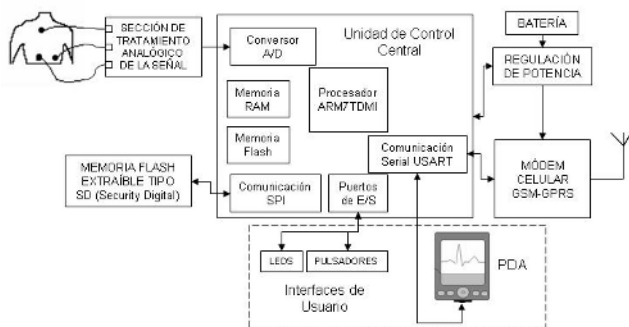 SECCIÓN DE
TRATAMIENTO
ANALÓGICO
DE LA SEÑAL
Conversor
A/D
Unidad de Control
Central
Memoria
RAM
Procesador
ARM7TDMI
Memoria
Flash
Comunicación
Serial USART
Comunicación
SPI
Puertos
de E/S
MEMORIA FLASH
EXTRAÍBLE TIPO
SD (Security Digital)
BATERÍA
REGULACIÓN
DE POTENCIA
MÓDEM
CELULAR
GSM-GPRS
LEDS
PULSADORES
Interfaces de
Usuario
PDA